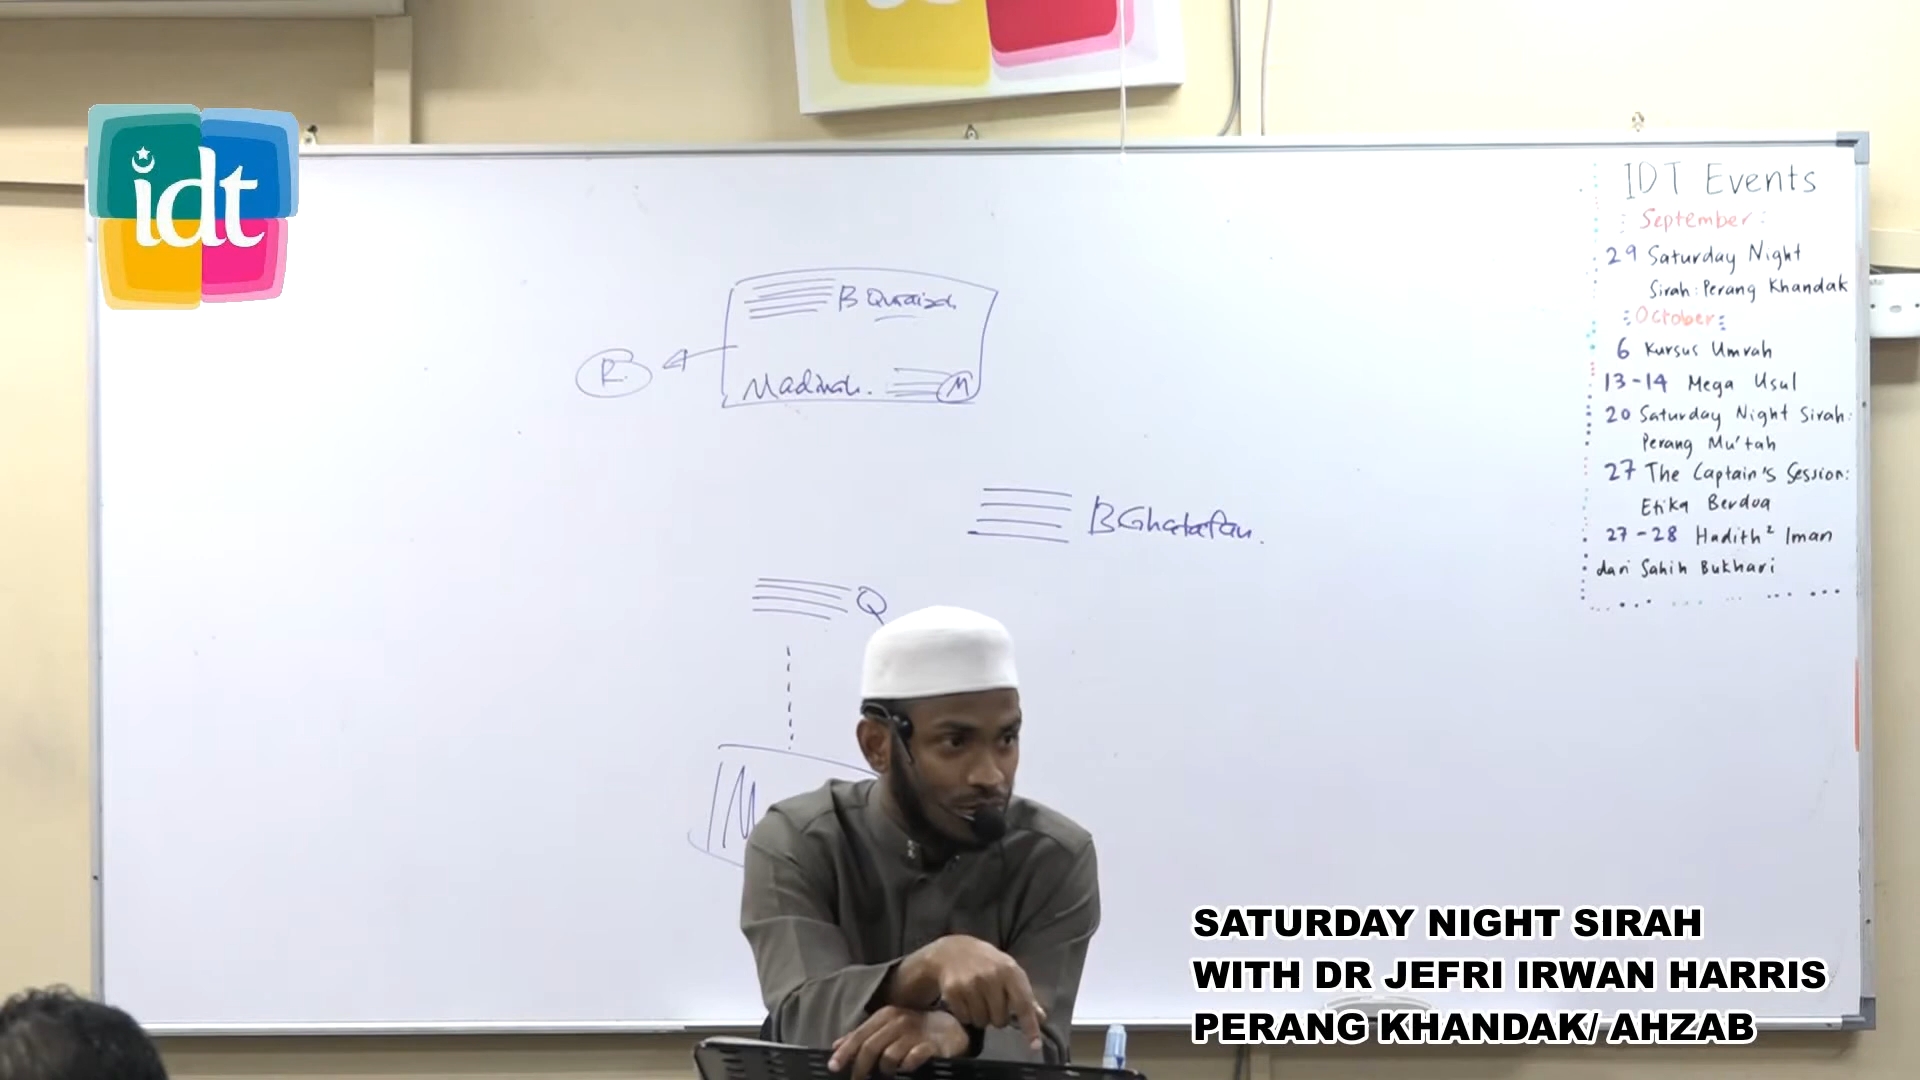 idt
B Quraizah
R.
Madinah.
M
B Ghatafan.
Q
M
IDT Events
September:
29 Saturday Night
Sirah: Perang Khandak
October:
6 Kursus Umrah
13-14 Mega Usul
20 Saturday Night Sirah:
Perang Mu'tah
27 The Captain's Session:
Etika Berdoa
27-28 Hadith² Iman
dari Sahih Bukhari
SATURDAY NIGHT SIRAH
WITH DR JEFRI IRWAN HARRIS
PERANG KHANDAK/ AHZAB